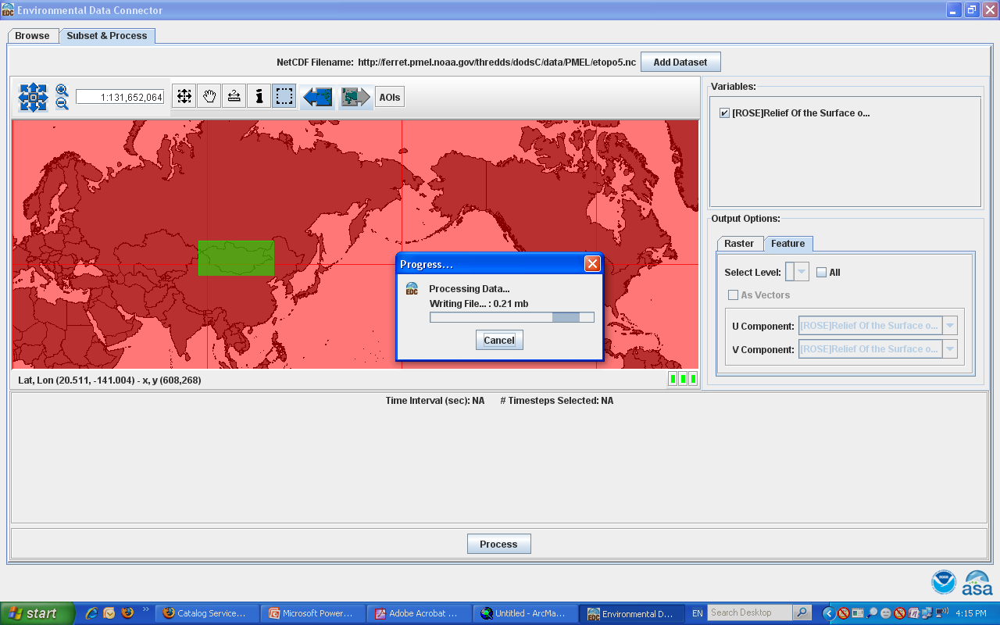 EDC Environmental Data Connector
Browse
Subset & Process
NetCDF Filename: http://ferret.pmel.noaa.gov/thredds/dodsC/data/PMEL/etopo5.nc Add Dataset
1:131,652,064
AOIs
Variables:
[ROSE]Relief Of the Surface o...
Output Options:
Raster
Feature
Select Level:
All
As Vectors
U Component: [ROSE]Relief Of the Surface o...
V Component: [ROSE]Relief Of the Surface o...
Progress...
EDC
Processing Data...
Writing File... : 0.21 mb
Cancel
Lat, Lon (20.511, -141.004) - x, y (608,268)
Time Interval (sec): NA # Timesteps Selected: NA
Process
asa
start
Catalog Service...
Microsoft Power...
Adobe Acrobat ...
Untitled - ArcMa...
EDC Environmental D...
EN
Search Desktop
4:15 PM